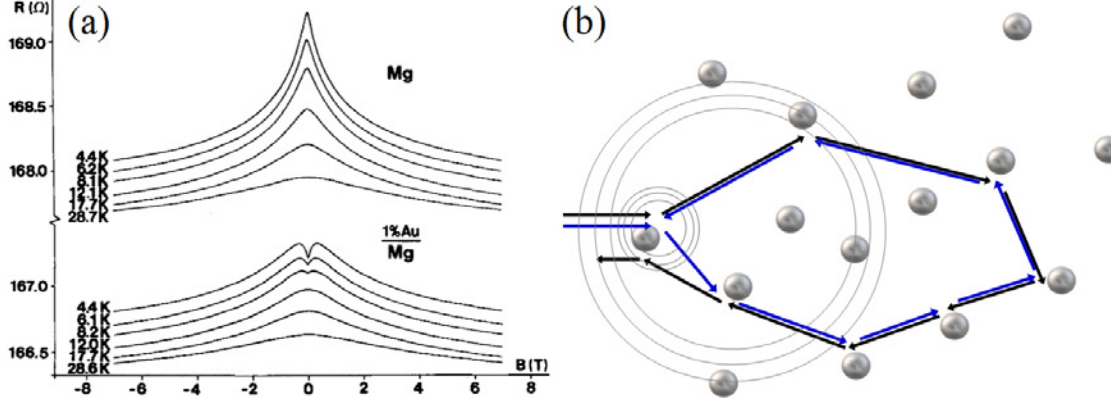 R (Ω)
(a)
169.0
Mg
168.5
4.4K
6.2K
8.1K
168.0
12.1K
17.7K
28.7K
1%Au
Mg
167.0
4.4K
6.1K
8.2K
12.0K
17.7K
166.5
28.6K
B (T)
-8 -6 -4 -2 0 2 4 6 8
(b)